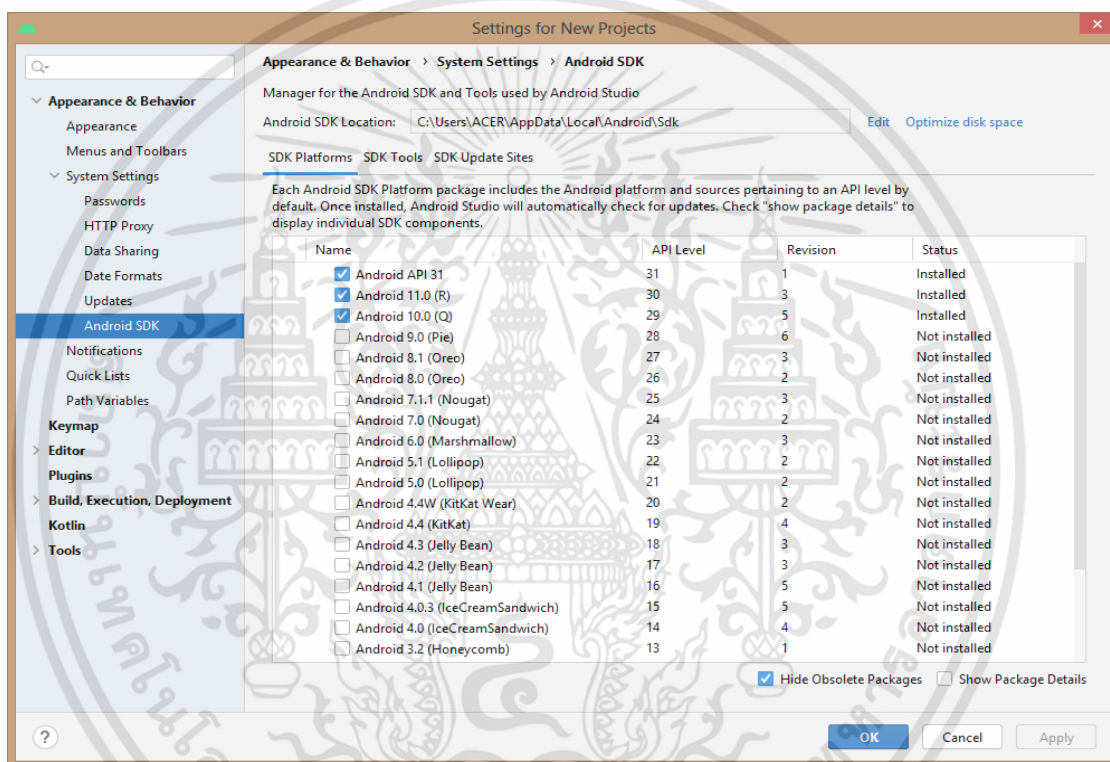 Settings for New Projects
Appearance & Behavior
Appearance
Menus and Toolbars
System Settings
Passwords
HTTP Proxy
Data Sharing
Date Formats
Updates
Android SDK
Notifications
Quick Lists
Path Variables
Keymap
Editor
Plugins
Build, Execution, Deployment
Kotlin
Tools
Appearance & Behavior › System Settings › Android SDK
Manager for the Android SDK and Tools used by Android Studio
Android SDK Location: C:\Users\ACER\AppData\Local\Android\Sdk Edit Optimize disk space
SDK Platforms SDK Tools SDK Update Sites
Each Android SDK Platform package includes the Android platform and sources pertaining to an API level by
default. Once installed, Android Studio will automatically check for updates. Check "show package details" to
display individual SDK components.
Name API Level Revision Status
Android API 31 31 1 Installed
Android 11.0 (R) 30 3 Installed
Android 10.0 (Q) 29 5 Installed
Android 9.0 (Pie) 28 6 Not installed
Android 8.1 (Oreo) 27 3 Not installed
Android 8.0 (Oreo) 26 2 Not installed
Android 7.1.1 (Nougat) 25 3 Not installed
Android 7.0 (Nougat) 24 2 Not installed
Android 6.0 (Marshmallow) 23 3 Not installed
Android 5.1 (Lollipop) 22 2 Not installed
Android 5.0 (Lollipop) 21 2 Not installed
Android 4.4W (KitKat Wear) 20 2 Not installed
Android 4.4 (KitKat) 19 4 Not installed
Android 4.3 (Jelly Bean) 18 3 Not installed
Android 4.2 (Jelly Bean) 17 3 Not installed
Android 4.1 (Jelly Bean) 16 5 Not installed
Android 4.0.3 (IceCreamSandwich) 15 5 Not installed
Android 4.0 (IceCreamSandwich) 14 4 Not installed
Android 3.2 (Honeycomb) 13 1 Not installed
Hide Obsolete Packages Show Package Details
? OK Cancel Apply